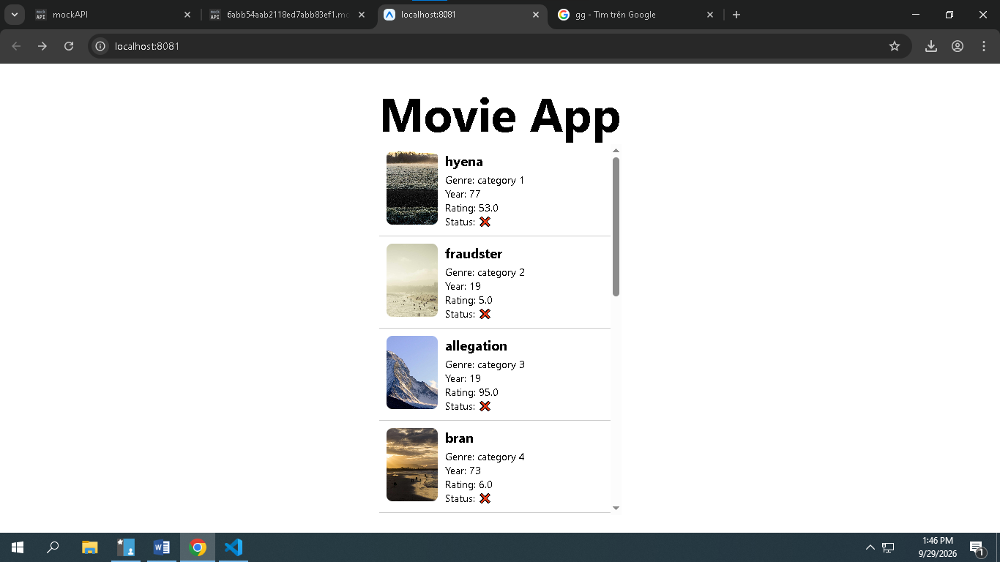 mockAPI
6abb54aab2118ed7abb83ef1.mc
localhost:8081
gg - Tìm trên Google
localhost:8081
Movie App
hyena
Genre: category 1
Year: 77
Rating: 53.0
Status: ❌
fraudster
Genre: category 2
Year: 19
Rating: 5.0
Status: ❌
allegation
Genre: category 3
Year: 19
Rating: 95.0
Status: ❌
bran
Genre: category 4
Year: 73
Rating: 6.0
Status: ❌
1:46 PM
9/29/2026
1